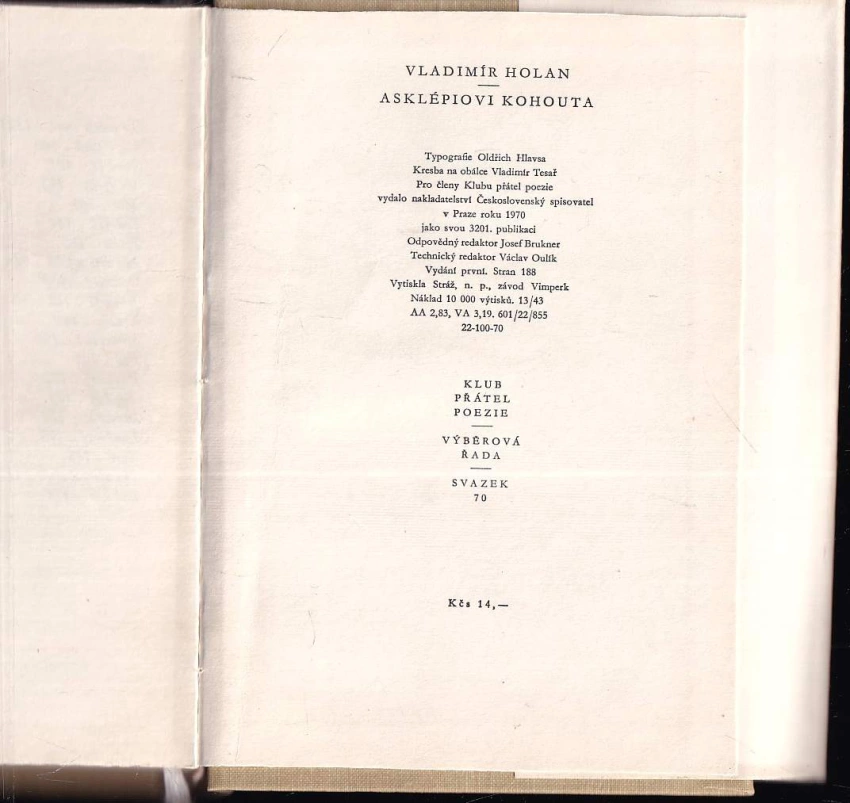 VLADIMÍR HOLAN
ASKLÉPIOVI KOHOUTA
Typografie Oldřich Hlavsa
Kresba na obálce Vladimír Tesař
Pro členy Klubu přátel poezie
vydalo nakladatelství Československý spisovatel
v Praze roku 1970
jako svou 3201. publikaci
Odpovědný redaktor Josef Brukner
Technický redaktor Václav Oulík
Vydání první. Stran 188
Vytiskla Stráž, n. p., závod Vimperk
Náklad 10 000 výtisků. 13/43
AA 2,83, VA 3,19. 601/22/855
22-100-70
KLUB
PŘÁTEL
POEZIE
VÝBĚROVÁ
ŘADA
SVAZEK
70
Kčs 14,—